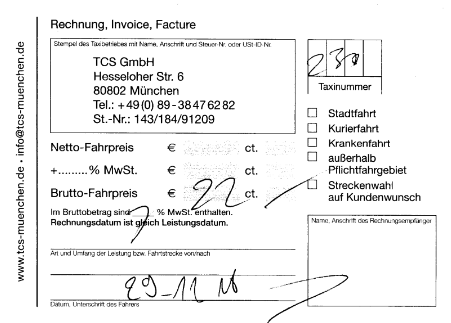 Rechnung, Invoice, Facture
Stempel des Taxibetriebes mit Name, Anschrift und Steuer-Nr. oder USt-ID-Nr.
TCS GmbH
Hesseloher Str. 6
80802 München
Tel.: +49 (0) 89 - 38 47 62 82
St.-Nr.: 143/184/91209
230
Taxinummer
Stadtfahrt
Kurierfahrt
Krankenfahrt
außerhalb
Pflichtfahrgebiet
Streckenwahl
auf Kundenwunsch
Netto-Fahrpreis € ct.
+.........% MwSt. € ct.
Brutto-Fahrpreis € 22 ct.
Im Bruttobetrag sind 7 % MwSt. enthalten.
Rechnungsdatum ist gleich Leistungsdatum.
Name, Anschrift des Rechnungsempfänger
Art und Umfang der Leistung bzw. Fahrtstrecke von/nach
29-11
Datum, Unterschrift des Fahrers
www.tcs-muenchen.de • info@tcs-muenchen.de